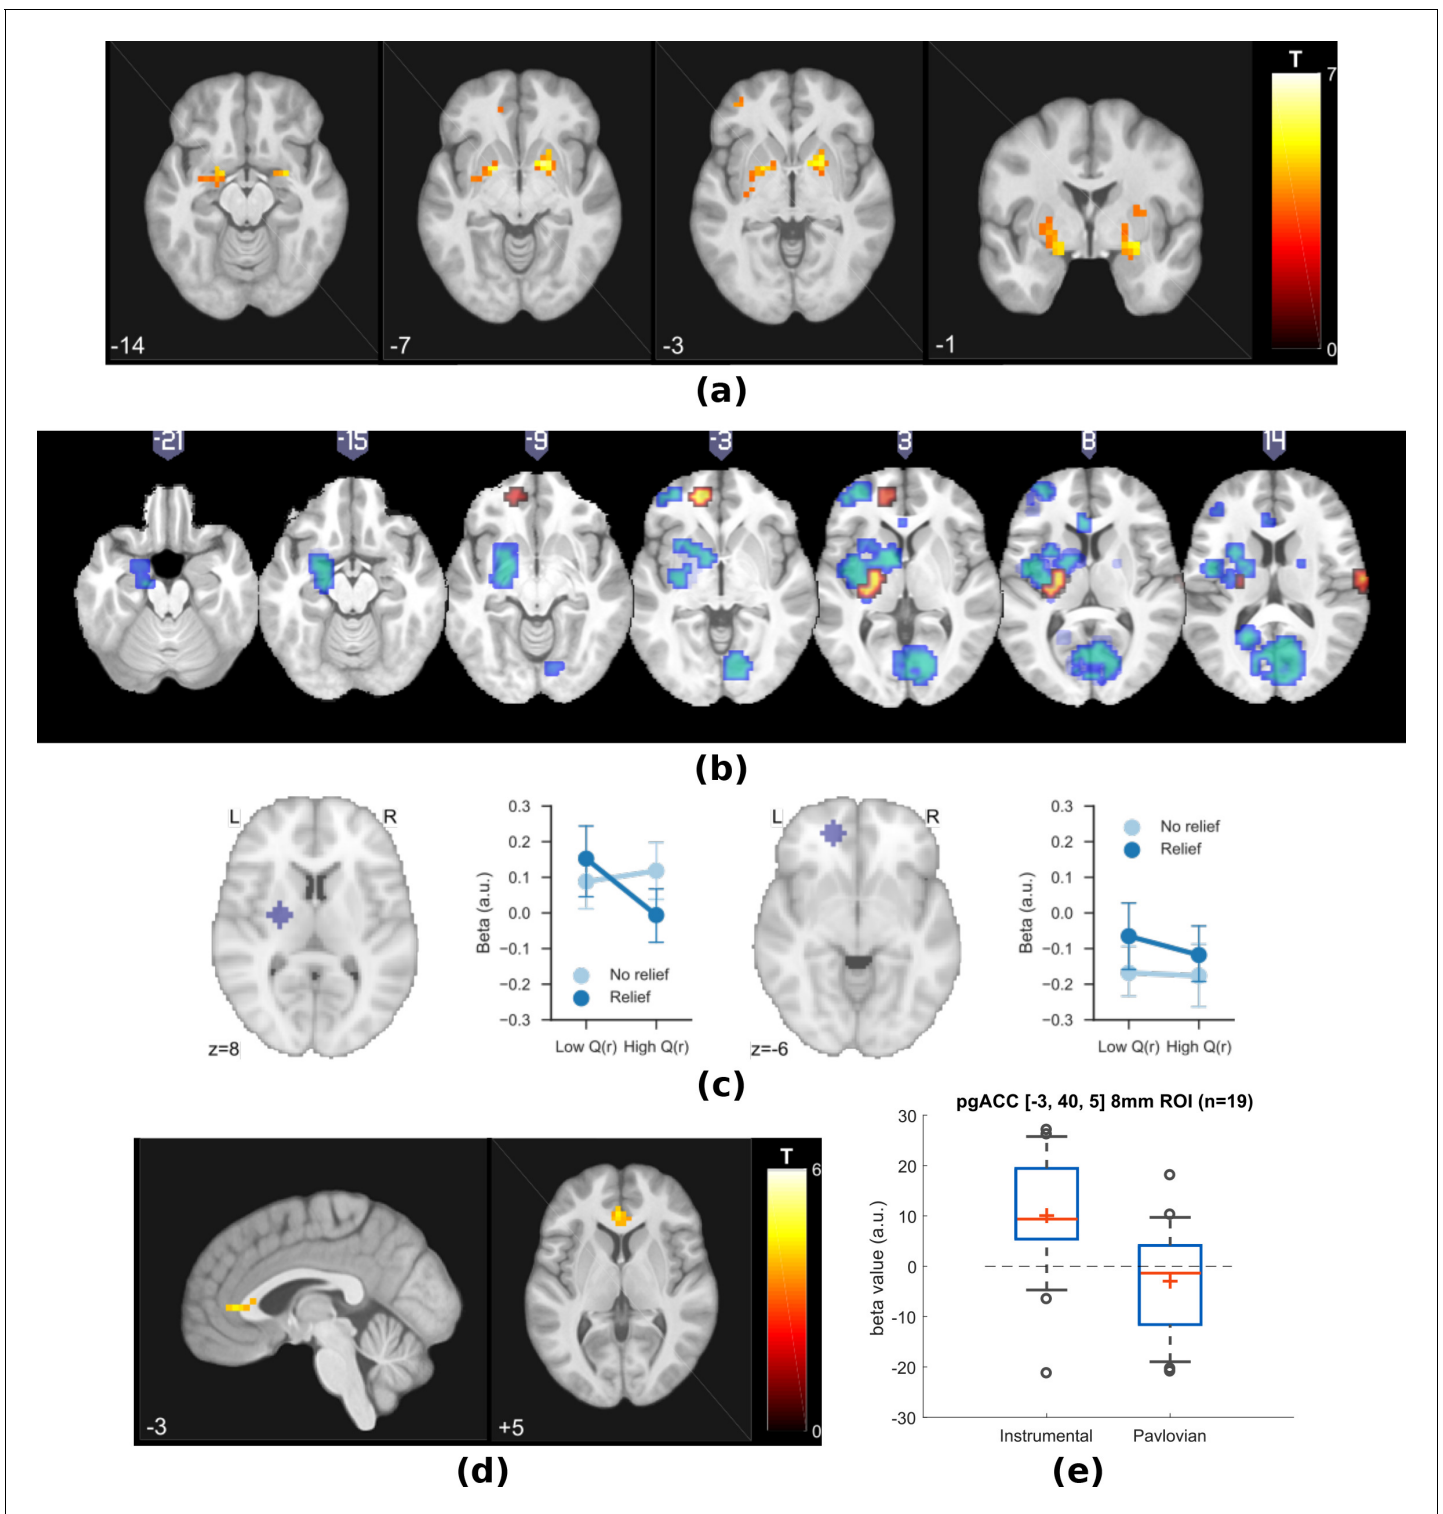 T
7
0
-14
-7
-3
-1
(a)
-21
-15
-9
-3
3
8
14
(b)
L
R
z=8
0.3
0.2
0.1
0.0
−0.1
−0.2
−0.3
Beta (a.u.)
No relief
Relief
Low Q(r) High Q(r)
L
R
z=-6
0.3
0.2
0.1
0.0
−0.1
−0.2
−0.3
Beta (a.u.)
No relief
Relief
Low Q(r) High Q(r)
(c)
T
6
0
-3
+5
(d)
pgACC [-3, 40, 5] 8mm ROI (n=19)
30
20
10
0
-10
-20
-30
beta value (a.u.)
Instrumental
Pavlovian
(e)